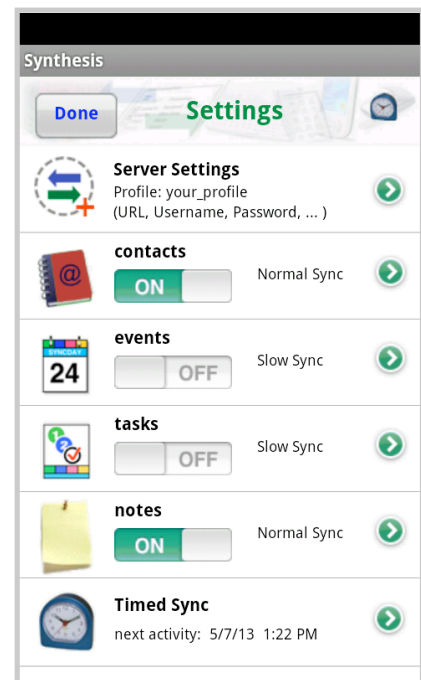 Synthesis
Done
Settings
Server Settings
Profile: your_profile
(URL, Username, Password, ... )
@
contacts
ON
Normal Sync
SYNCDAY
24
events
OFF
Slow Sync
1
2
tasks
OFF
Slow Sync
notes
ON
Normal Sync
Timed Sync
next activity: 5/7/13 1:22 PM